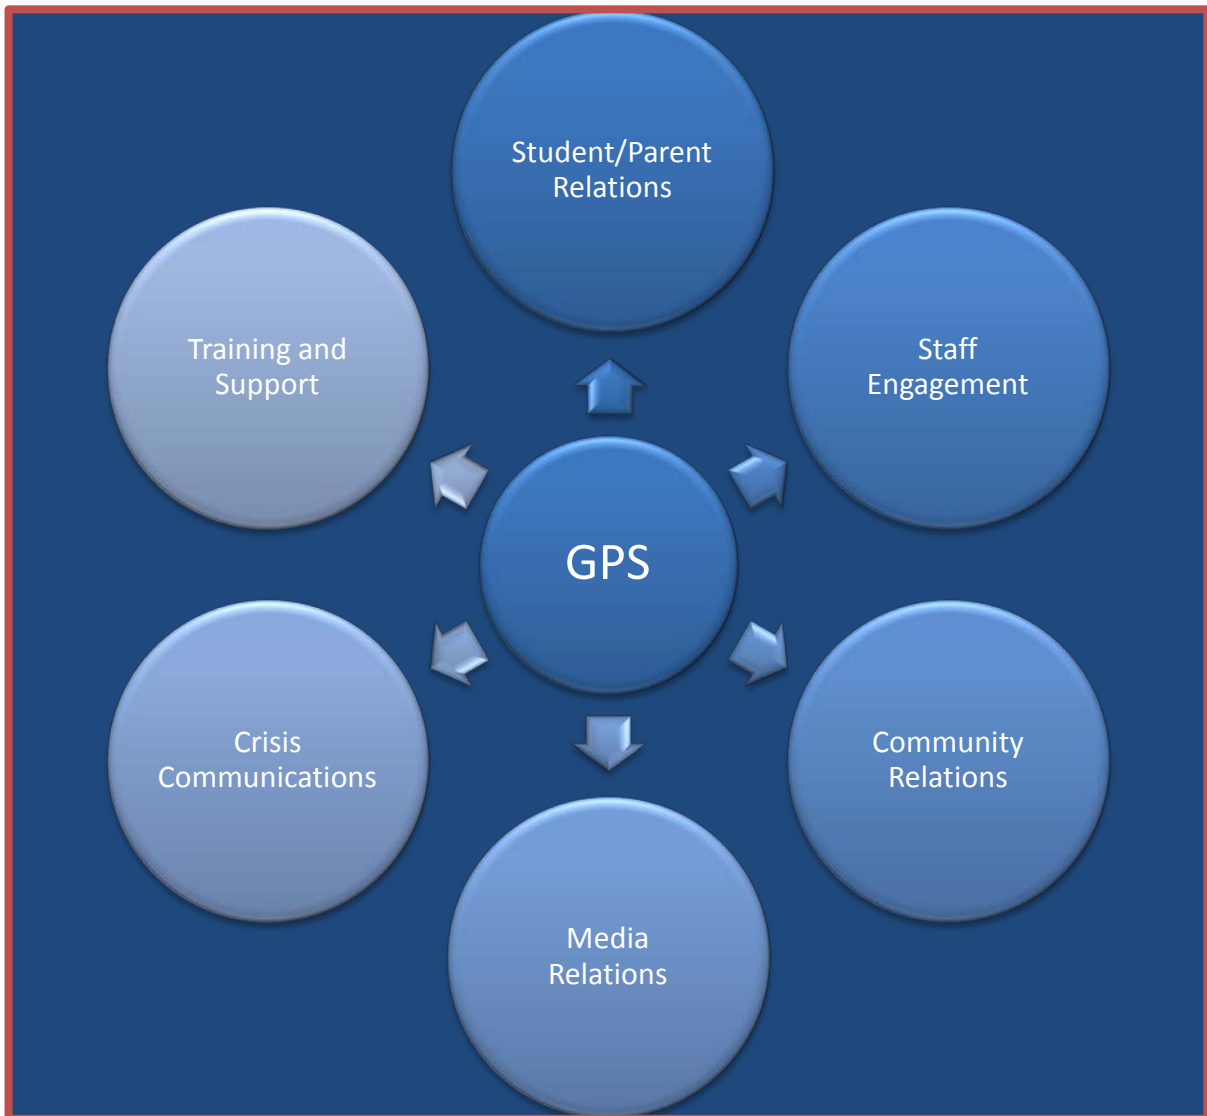 Student/Parent
Relations
Staff
Engagement
Community
Relations
Media
Relations
Crisis
Communications
Training and
Support
GPS